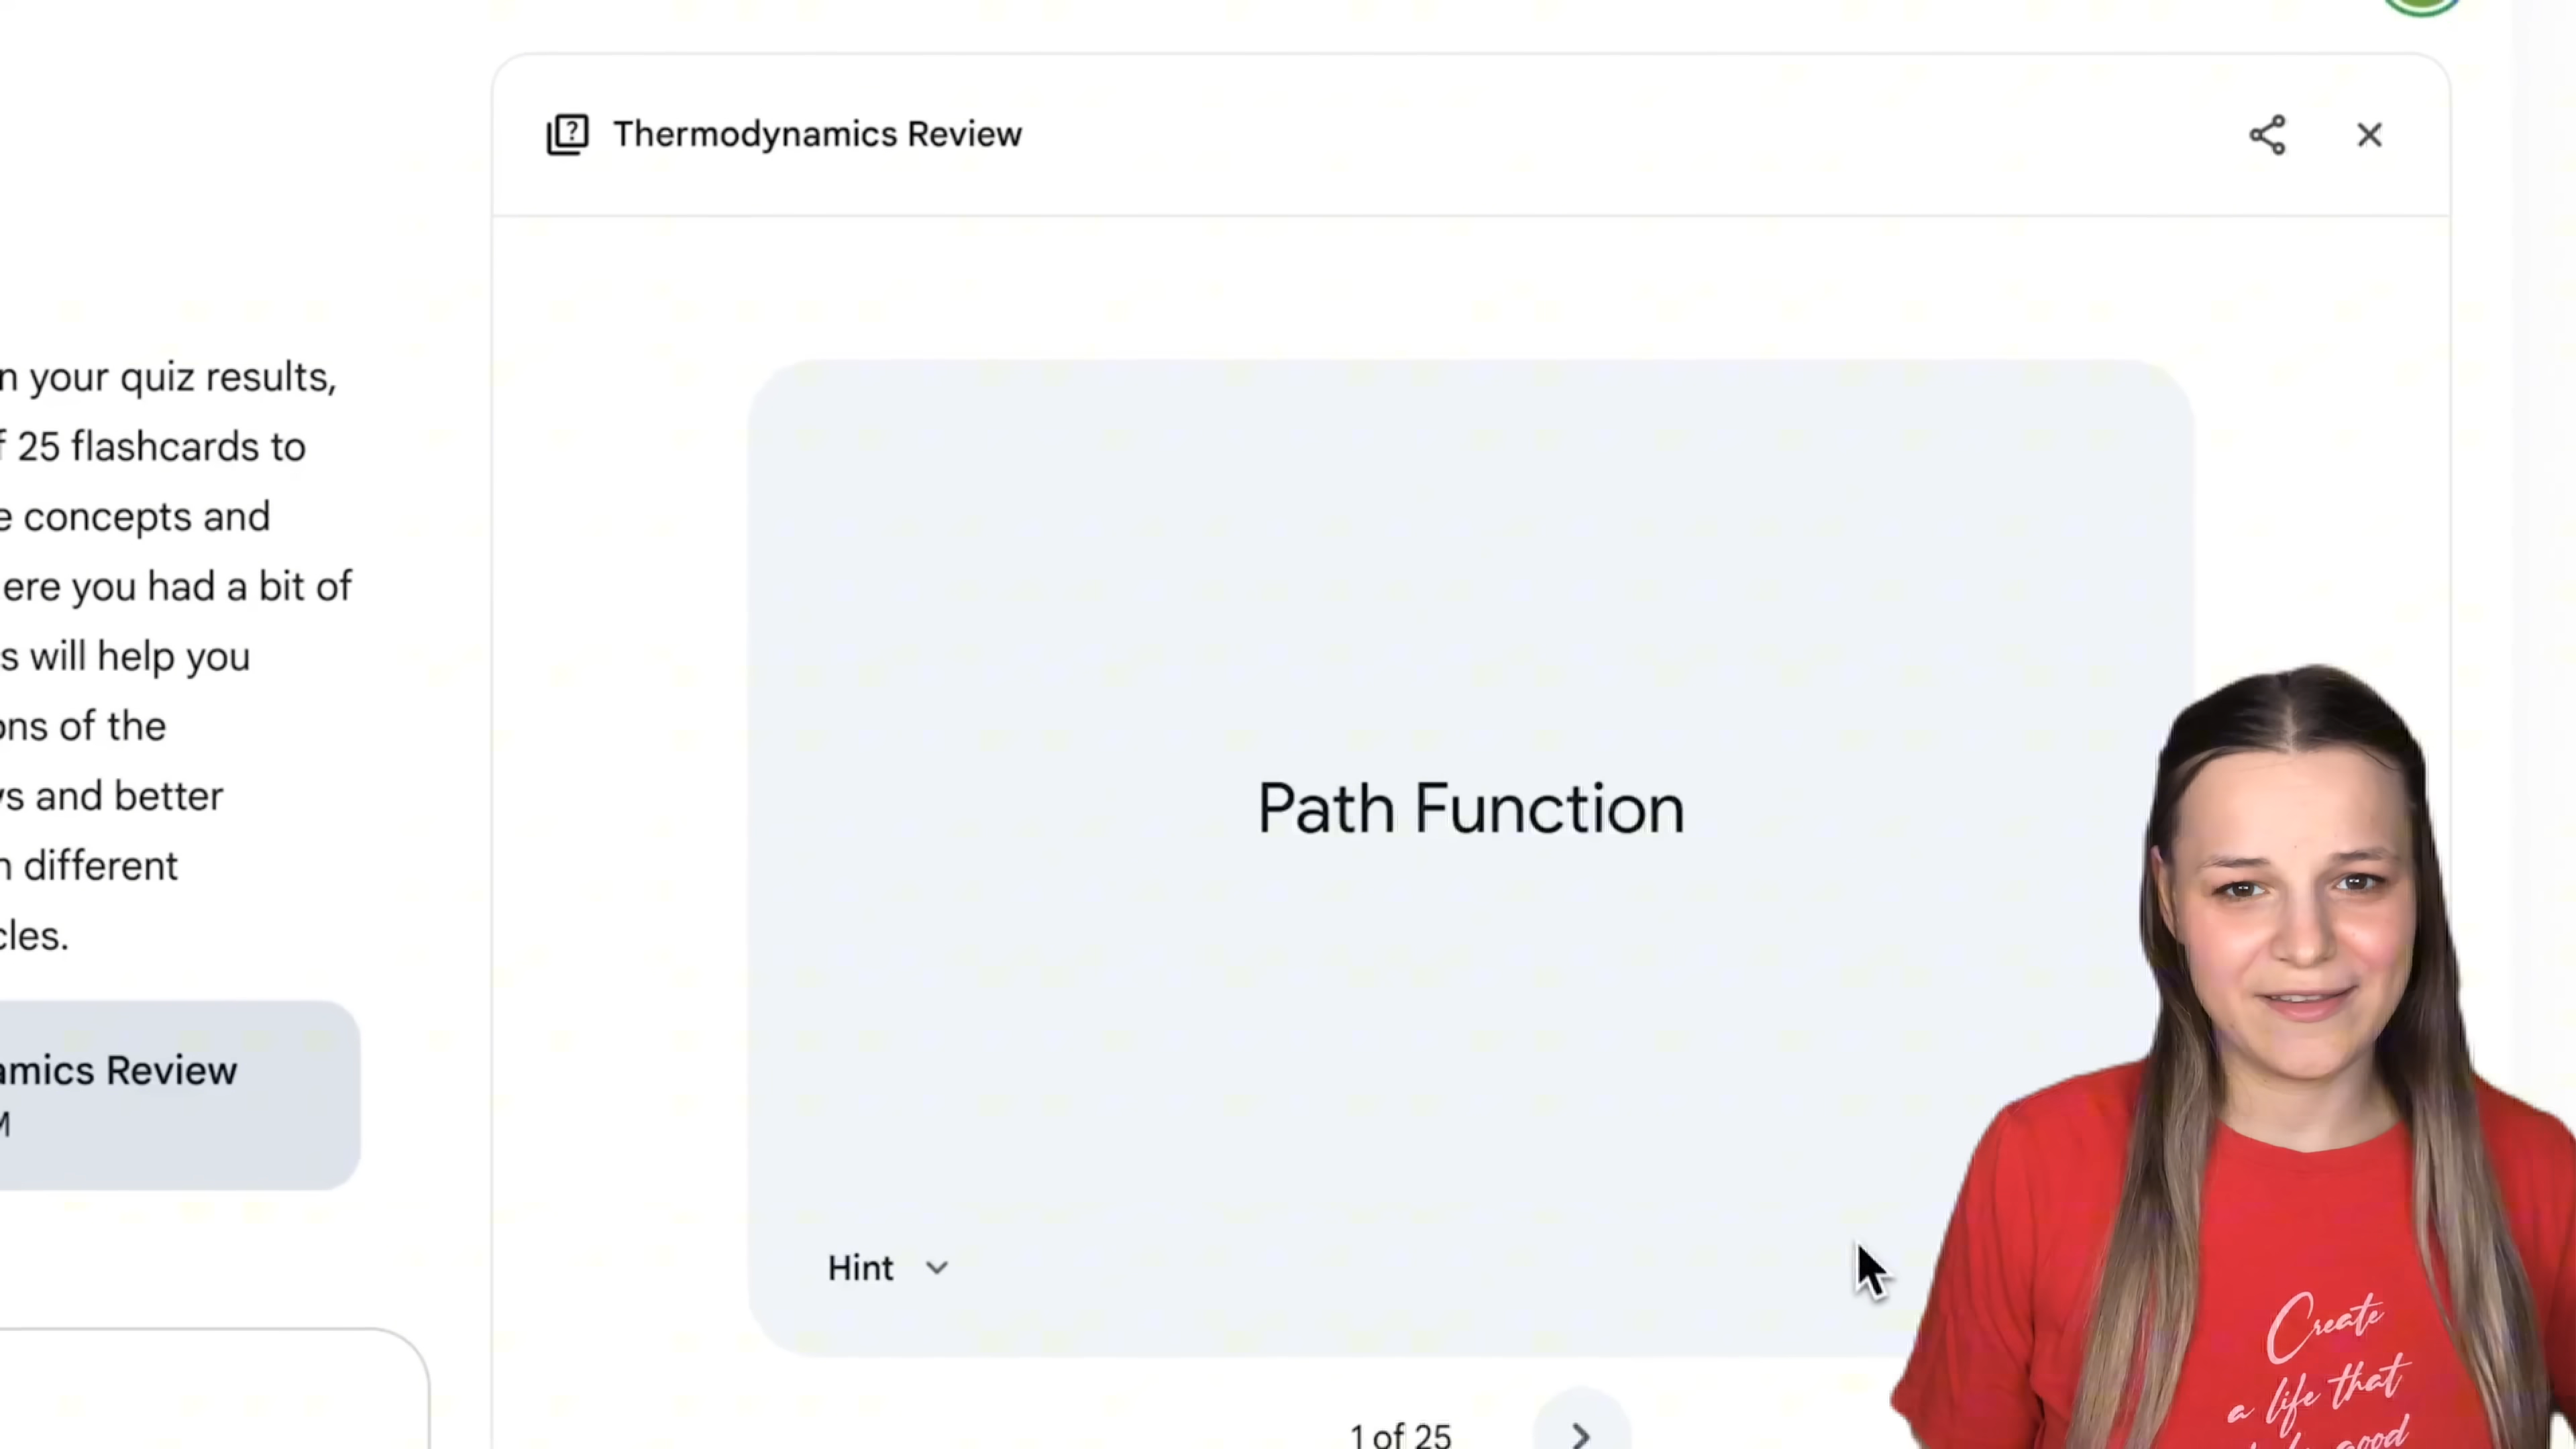 Thermodynamics Review
n your quiz results,
f 25 flashcards to
e concepts and
ere you had a bit of
s will help you
ons of the
ys and better
n different
cles.
amics Review
M
Path Function
Hint
1 of 25
Create
a life that
good